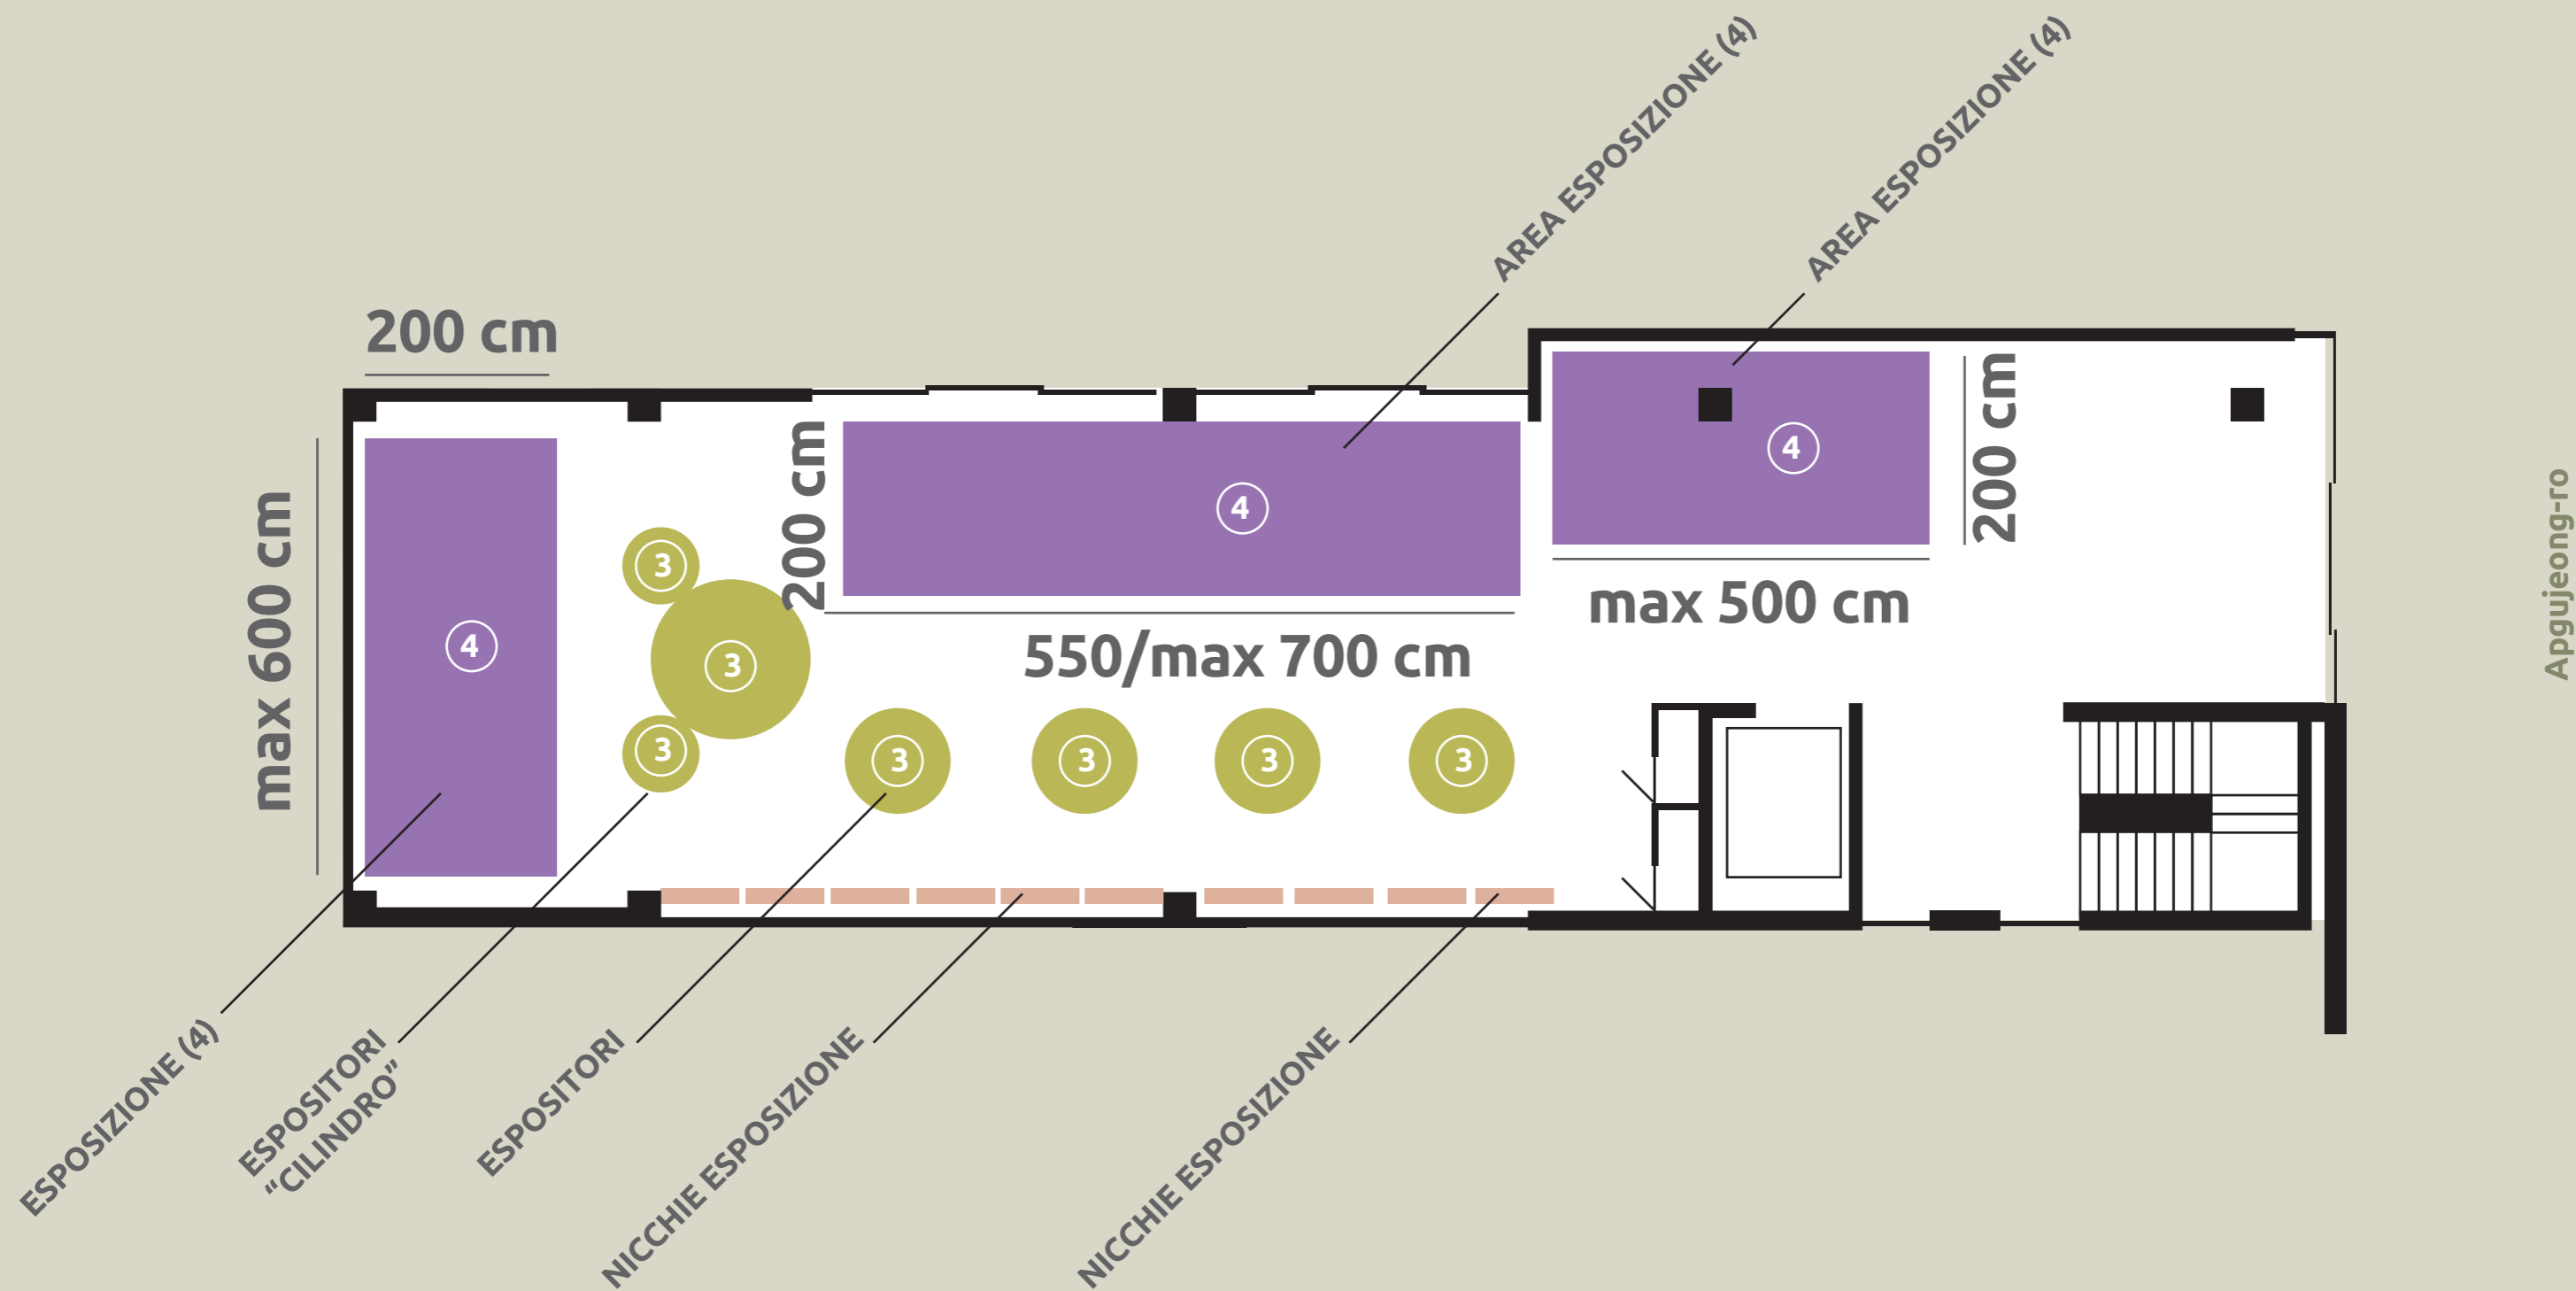 AREA ESPOSIZIONE (4)
AREA ESPOSIZIONE (4)
200 cm
max 600 cm
200 cm
200 cm
4
4
4
3
3
3
max 500 cm
550/max 700 cm
3
3
3
3
Apgujeong-ro
ESPOSIZIONE (4)
ESPOSITORI
“CILINDRO”
ESPOSITORI
NICCHIE ESPOSIZIONE
NICCHIE ESPOSIZIONE